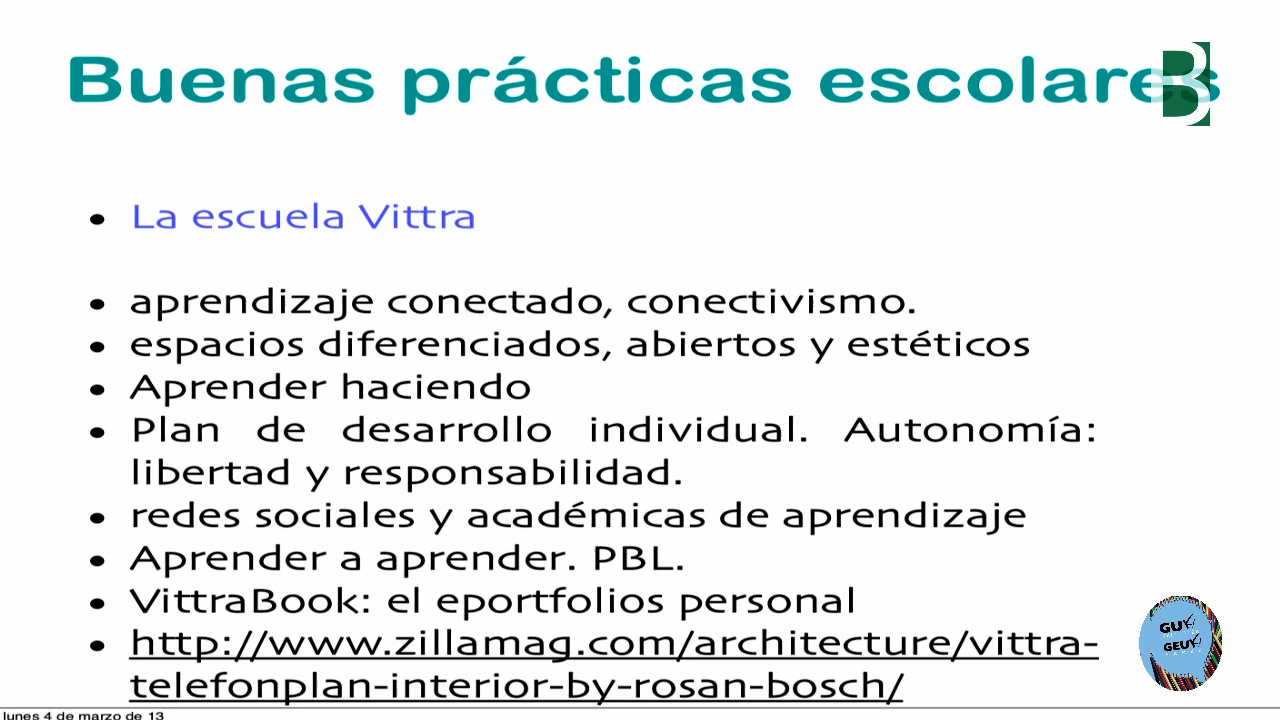 Buenas prácticas escolares
B
• La escuela Vittra
• aprendizaje conectado, conectivismo.
• espacios diferenciados, abiertos y estéticos
• Aprender haciendo
• Plan de desarrollo individual. Autonomía:
libertad y responsabilidad.
• redes sociales y académicas de aprendizaje
• Aprender a aprender. PBL.
• VittraBook: el eportfolios personal
• http://www.zillamag.com/architecture/vittra-
telefonplan-interior-by-rosan-bosch/
GUY
GEUY
lunes 4 de marzo de 13